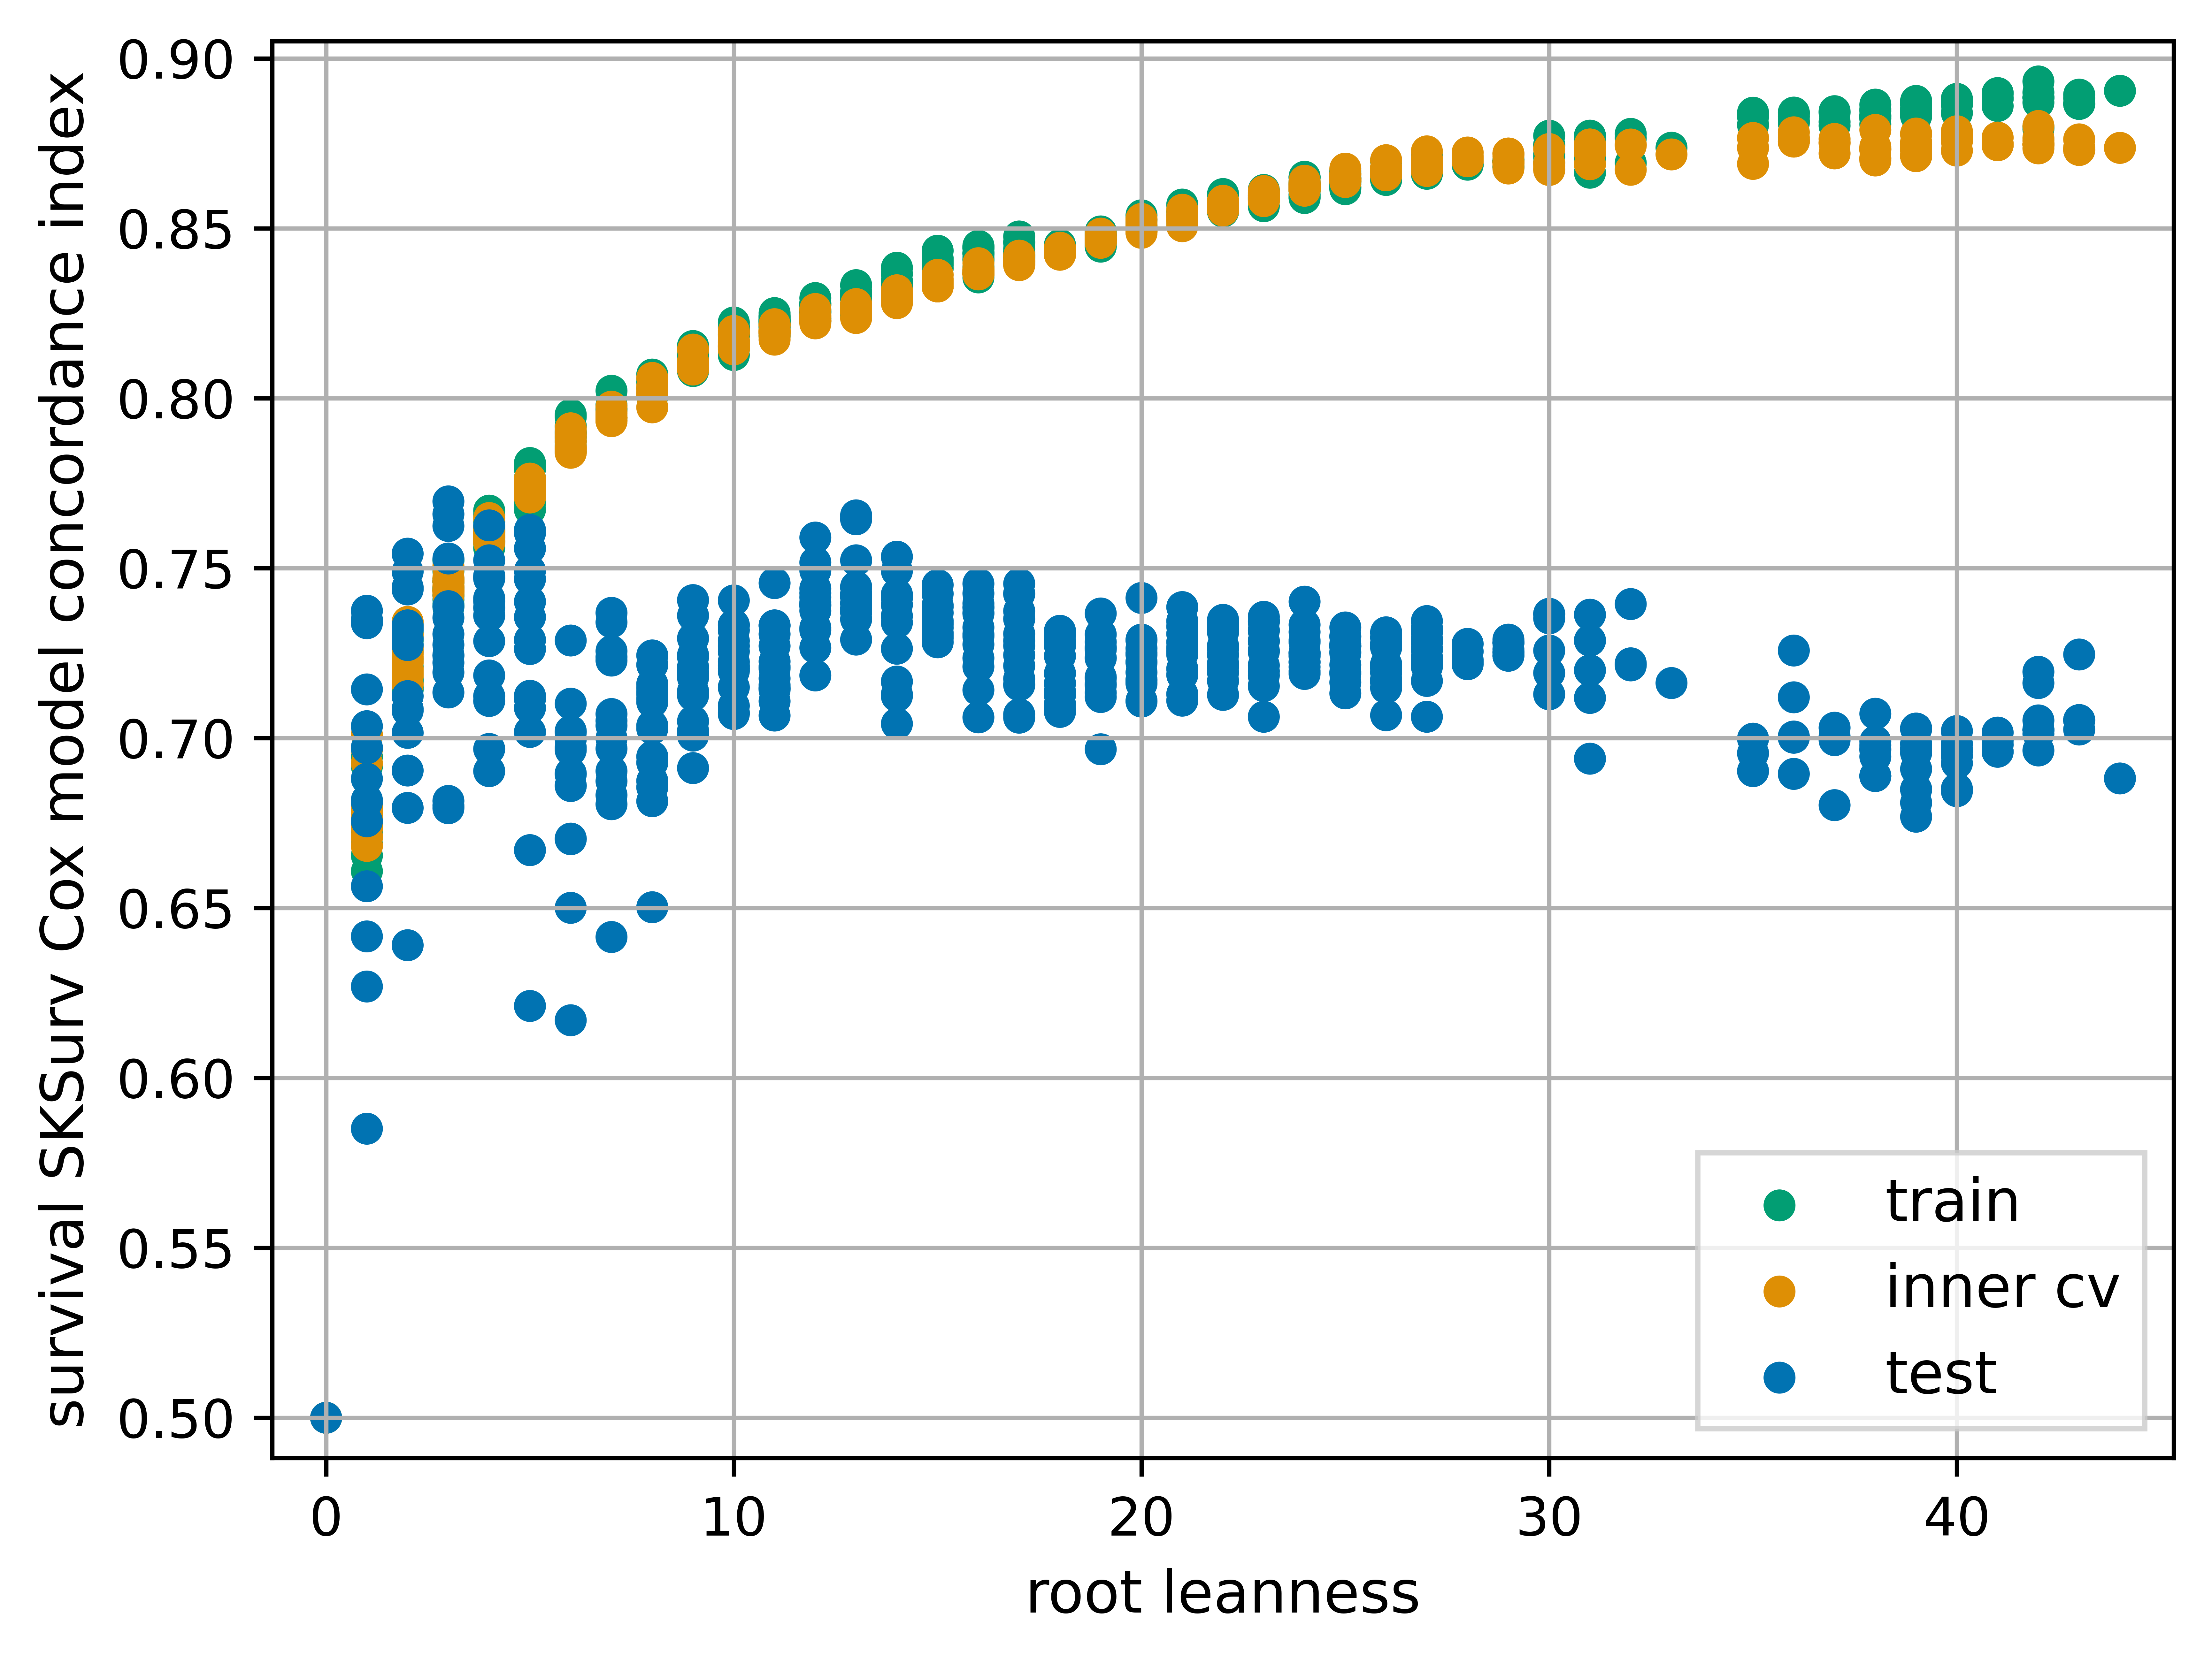 survival SKSurv Cox model concordance index
0.90
0.85
0.80
0.75
0.70
0.65
0.60
0.55
0.50
0 10 20 30 40
root leanness
train
inner cv
test